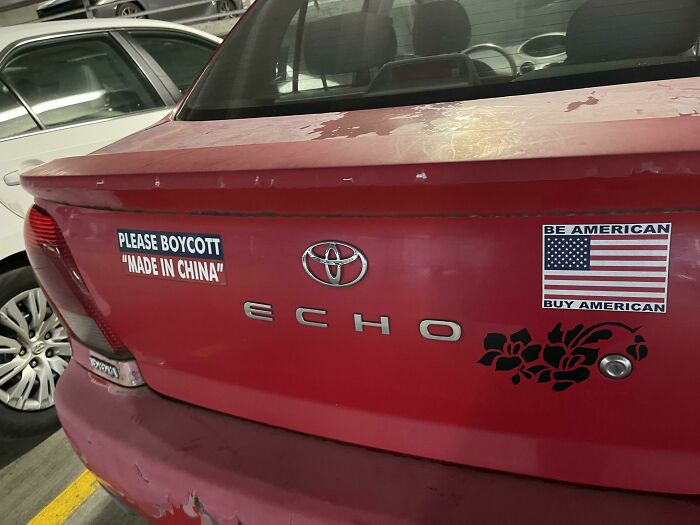 PLEASE BOYCOTT
"MADE IN CHINA"
ECHO
BE AMERICAN
BUY AMERICAN